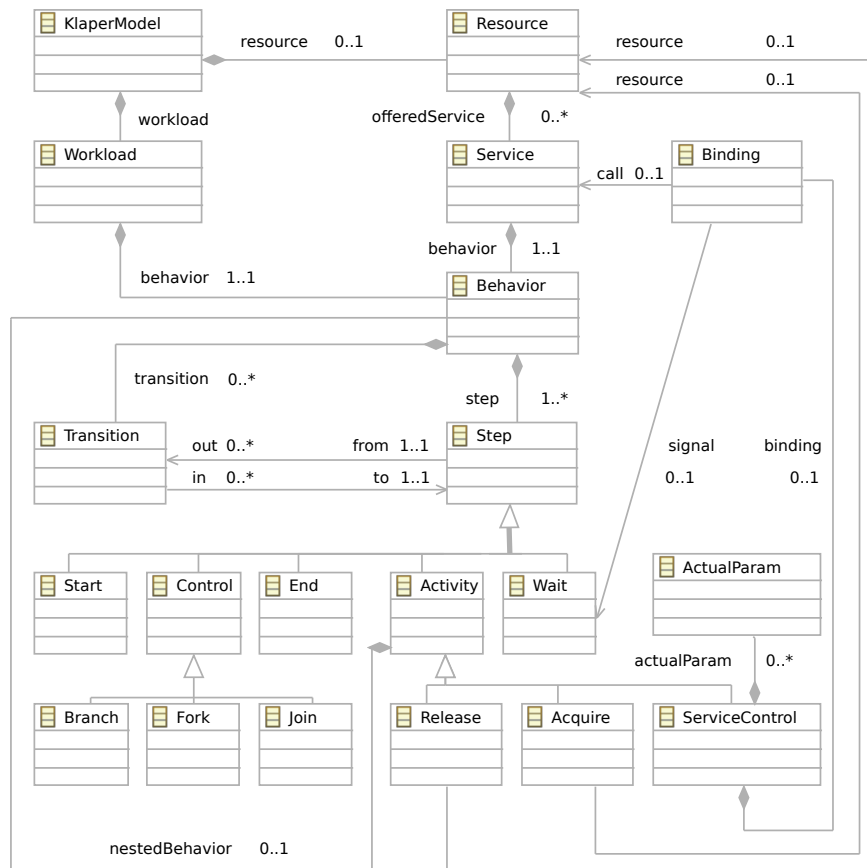 KlaperModel
Resource
resource 0..1
resource 0..1
resource 0..1
workload
offeredService 0..*
Workload
Service
Binding
call 0..1
behavior 1..1
behavior 1..1
Behavior
transition 0..*
step 1..*
Transition
Step
out 0..* from 1..1
signal binding
in 0..* to 1..1
0..1 0..1
Start Control End Activity Wait
ActualParam
actualParam 0..*
Branch Fork Join Release Acquire ServiceControl
nestedBehavior 0..1